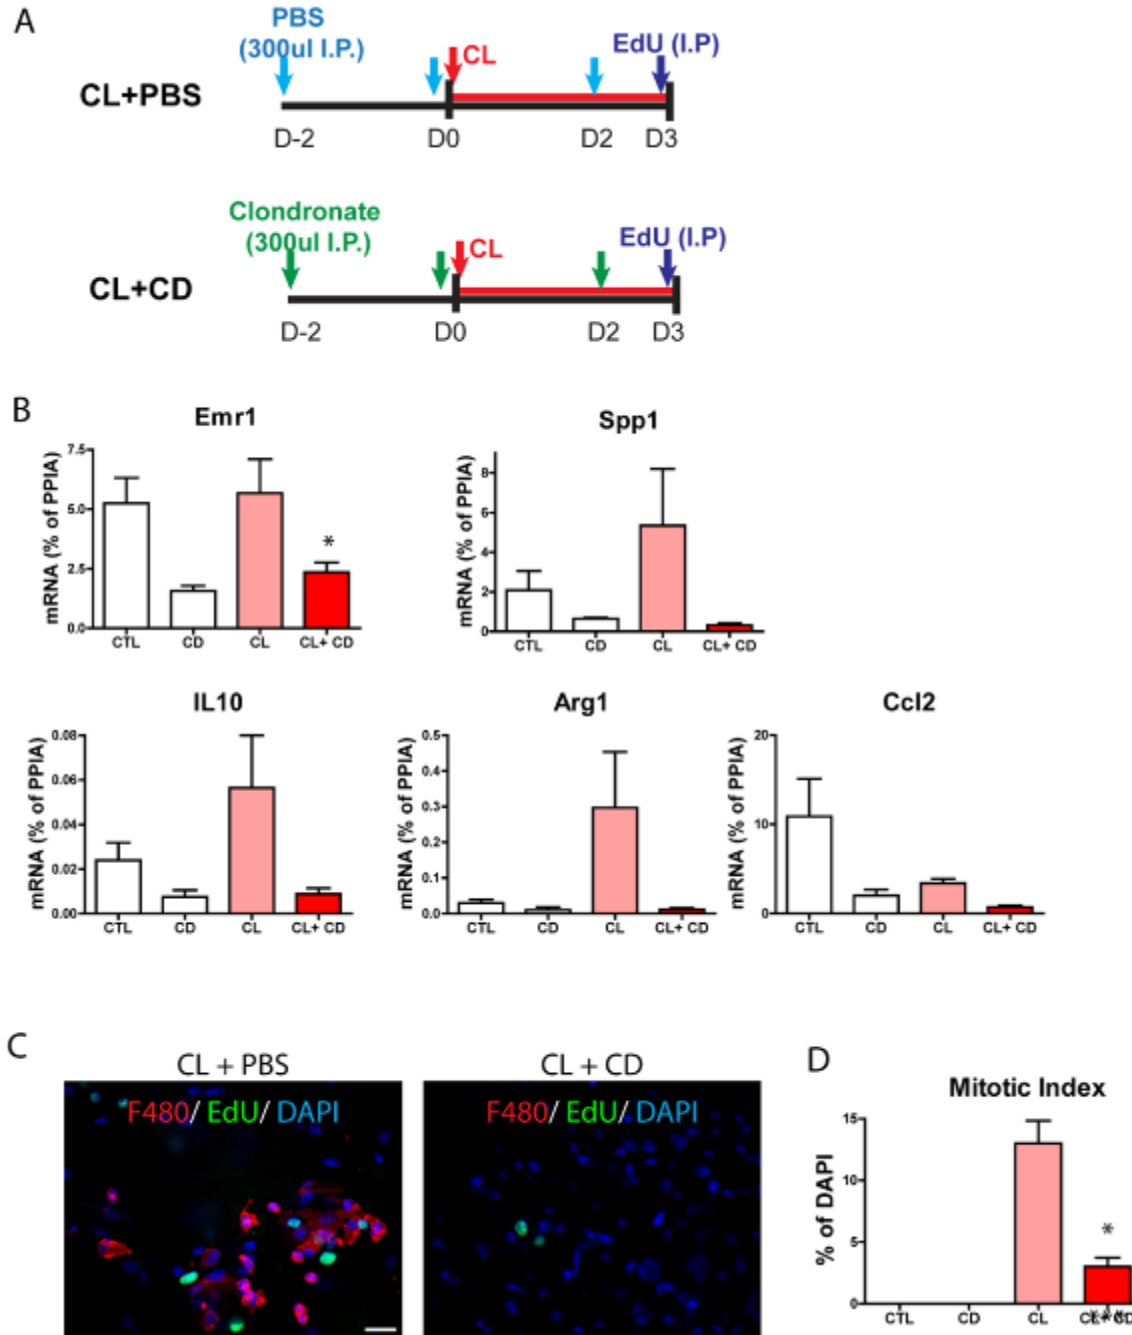 A
PBS
(300ul I.P.)
CL
EdU (I.P)
CL+PBS
D-2
D0
D2
D3
Clondronate
(300ul I.P.)
CL
EdU (I.P)
CL+CD
D-2
D0
D2
D3
B
Emr1
mRNA (% of PPIA)
7.5
5.0
2.5
0.0
*
CTL
CD
CL
CL+ CD
Spp1
mRNA (% of PPIA)
8
6
4
2
0
CTL
CD
CL
CL+ CD
IL10
mRNA (% of PPIA)
0.08
0.06
0.04
0.02
0.00
CTL
CD
CL
CL+ CD
Arg1
mRNA (% of PPIA)
0.5
0.4
0.3
0.2
0.1
0.0
CTL
CD
CL
CL+ CD
Ccl2
mRNA (% of PPIA)
20
10
0
CTL
CD
CL
CL+ CD
C
CL + PBS
F480/ EdU/ DAPI
CL + CD
F480/ EdU/ DAPI
D
Mitotic Index
% of DAPI
15
10
5
0
*
CTL
CD
CL